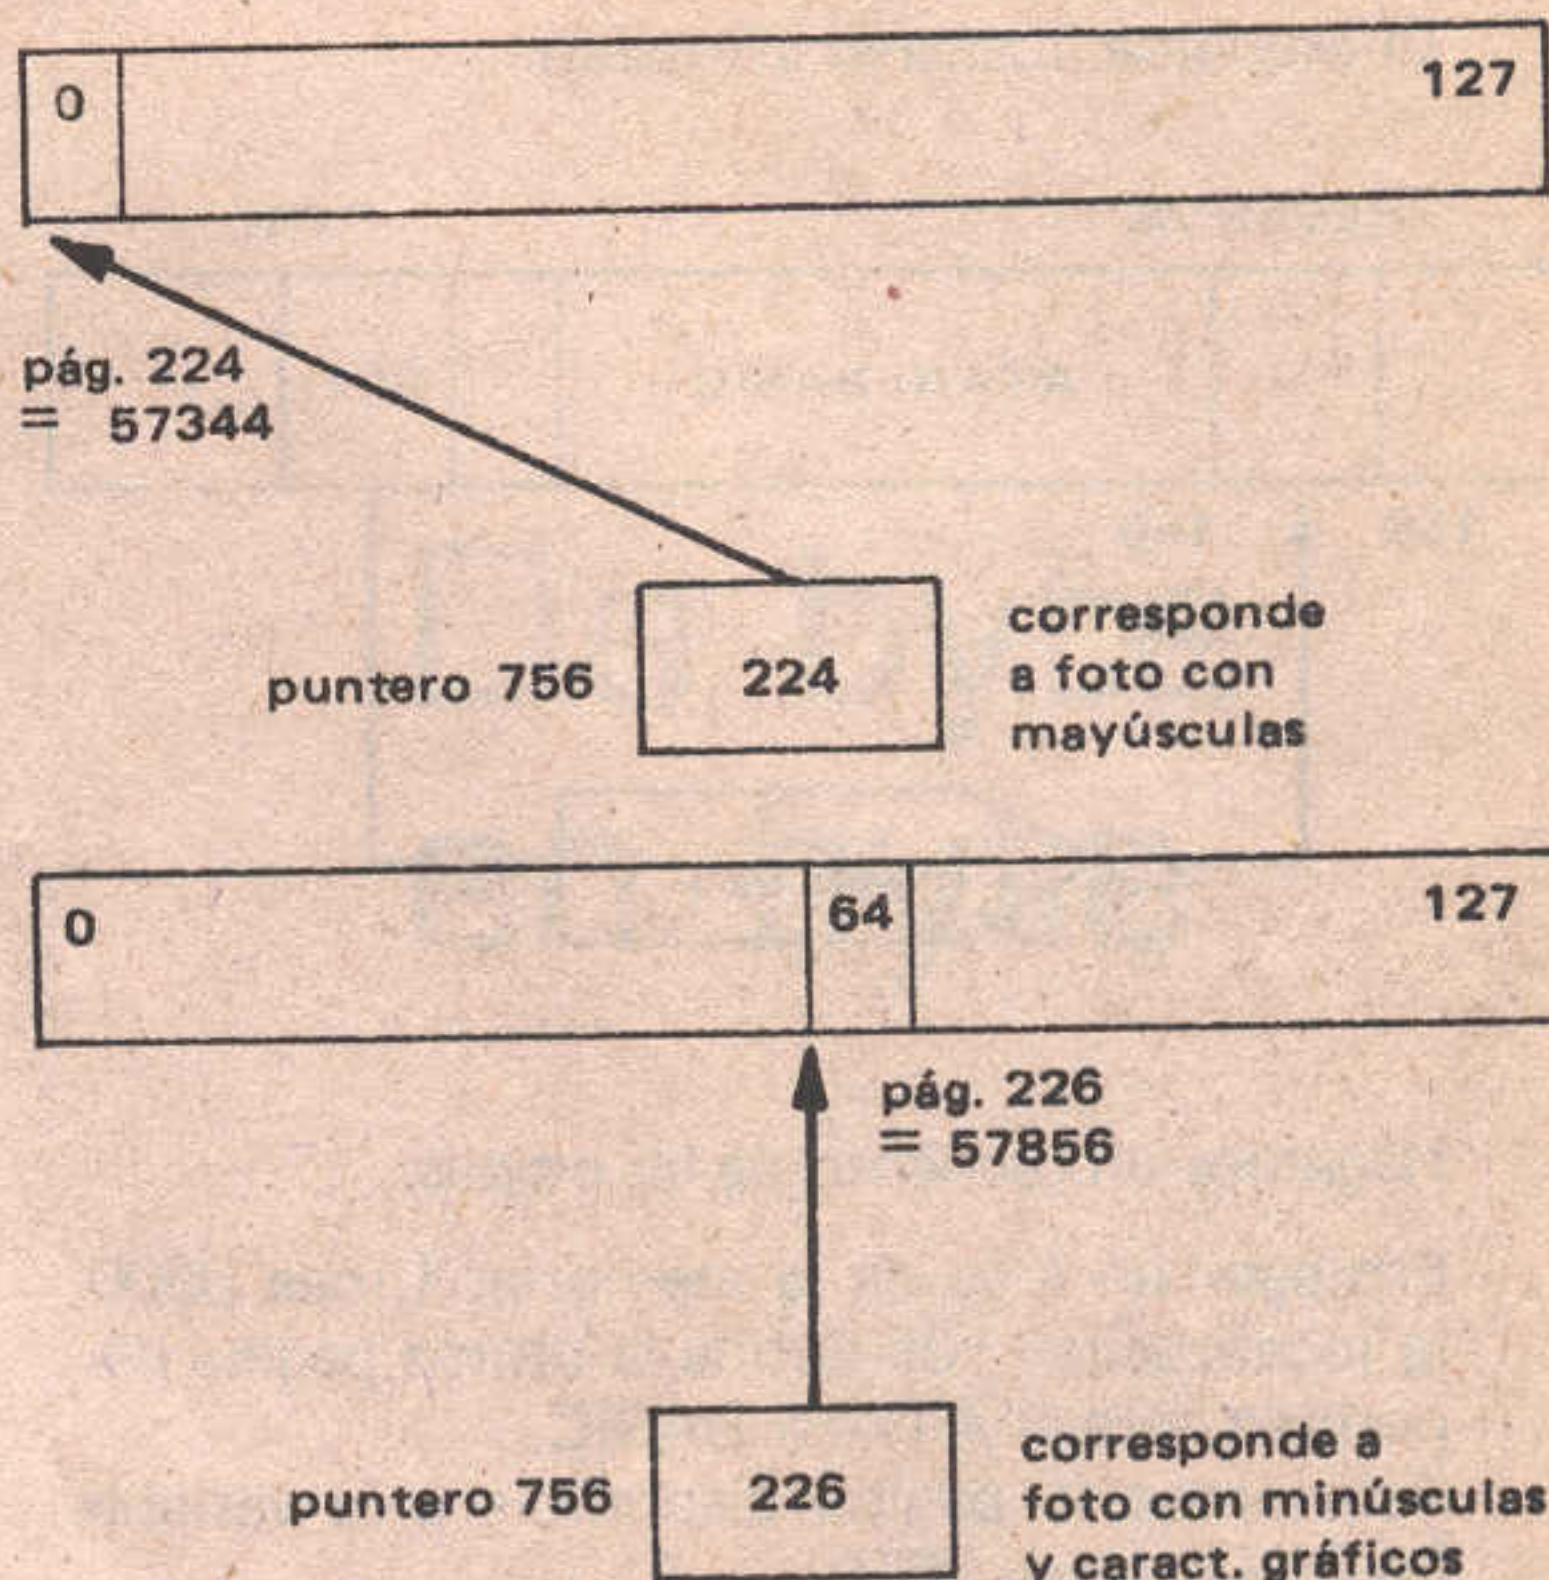 0 127
pág. 224
= 57344
puntero 756
224
corresponde
a foto con
mayúsculas
0 64 127
pág. 226
= 57856
puntero 756
226
corresponde a
foto con minúsculas
y caract. gráficos